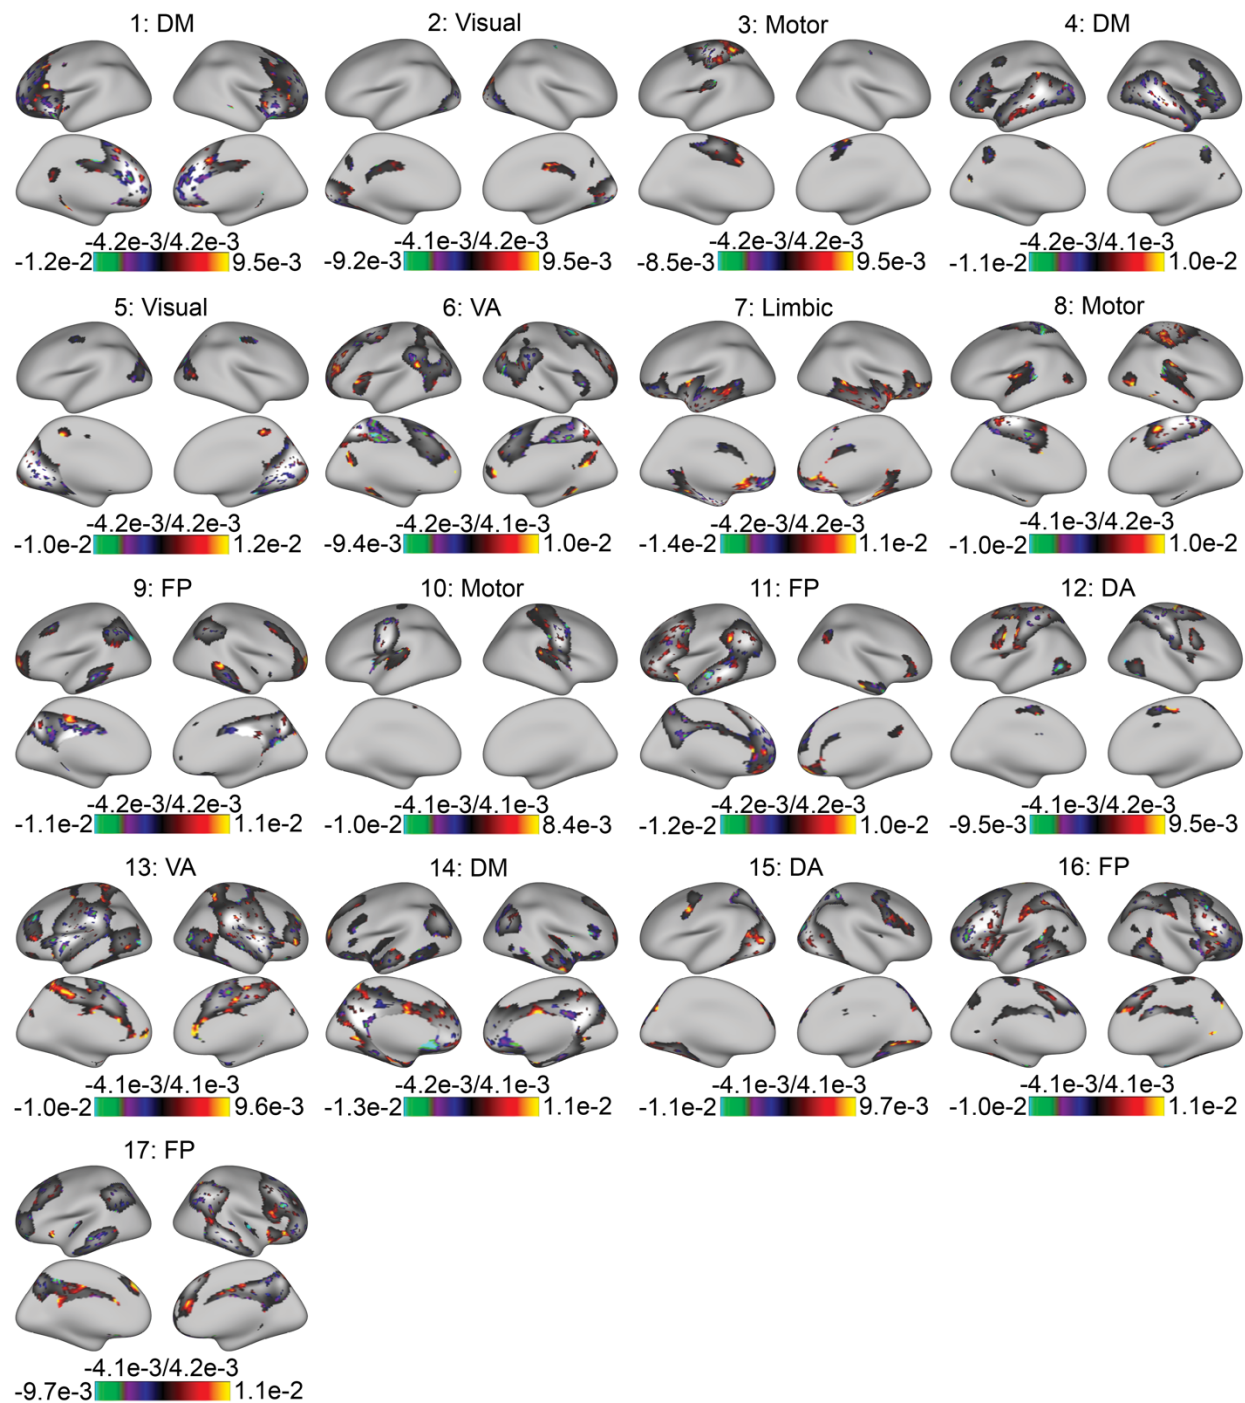 1: DM
2: Visual
3: Motor
4: DM
-4.2e-3/4.2e-3
-1.2e-2 9.5e-3
-4.1e-3/4.2e-3
-9.2e-3 9.5e-3
-4.2e-3/4.2e-3
-8.5e-3 9.5e-3
-4.2e-3/4.1e-3
-1.1e-2 1.0e-2
5: Visual
6: VA
7: Limbic
8: Motor
-4.2e-3/4.2e-3
-1.0e-2 1.2e-2
-4.2e-3/4.1e-3
-9.4e-3 1.0e-2
-4.2e-3/4.2e-3
-1.4e-2 1.1e-2
-4.1e-3/4.2e-3
-1.0e-2 1.0e-2
9: FP
10: Motor
11: FP
12: DA
-4.2e-3/4.2e-3
-1.1e-2 1.1e-2
-4.1e-3/4.1e-3
-1.0e-2 8.4e-3
-4.2e-3/4.2e-3
-1.2e-2 1.0e-2
-4.1e-3/4.2e-3
-9.5e-3 9.5e-3
13: VA
14: DM
15: DA
16: FP
-4.1e-3/4.1e-3
-1.0e-2 9.6e-3
-4.2e-3/4.1e-3
-1.3e-2 1.1e-2
-4.1e-3/4.1e-3
-1.1e-2 9.7e-3
-4.1e-3/4.1e-3
-1.0e-2 1.1e-2
17: FP
-4.1e-3/4.2e-3
-9.7e-3 1.1e-2